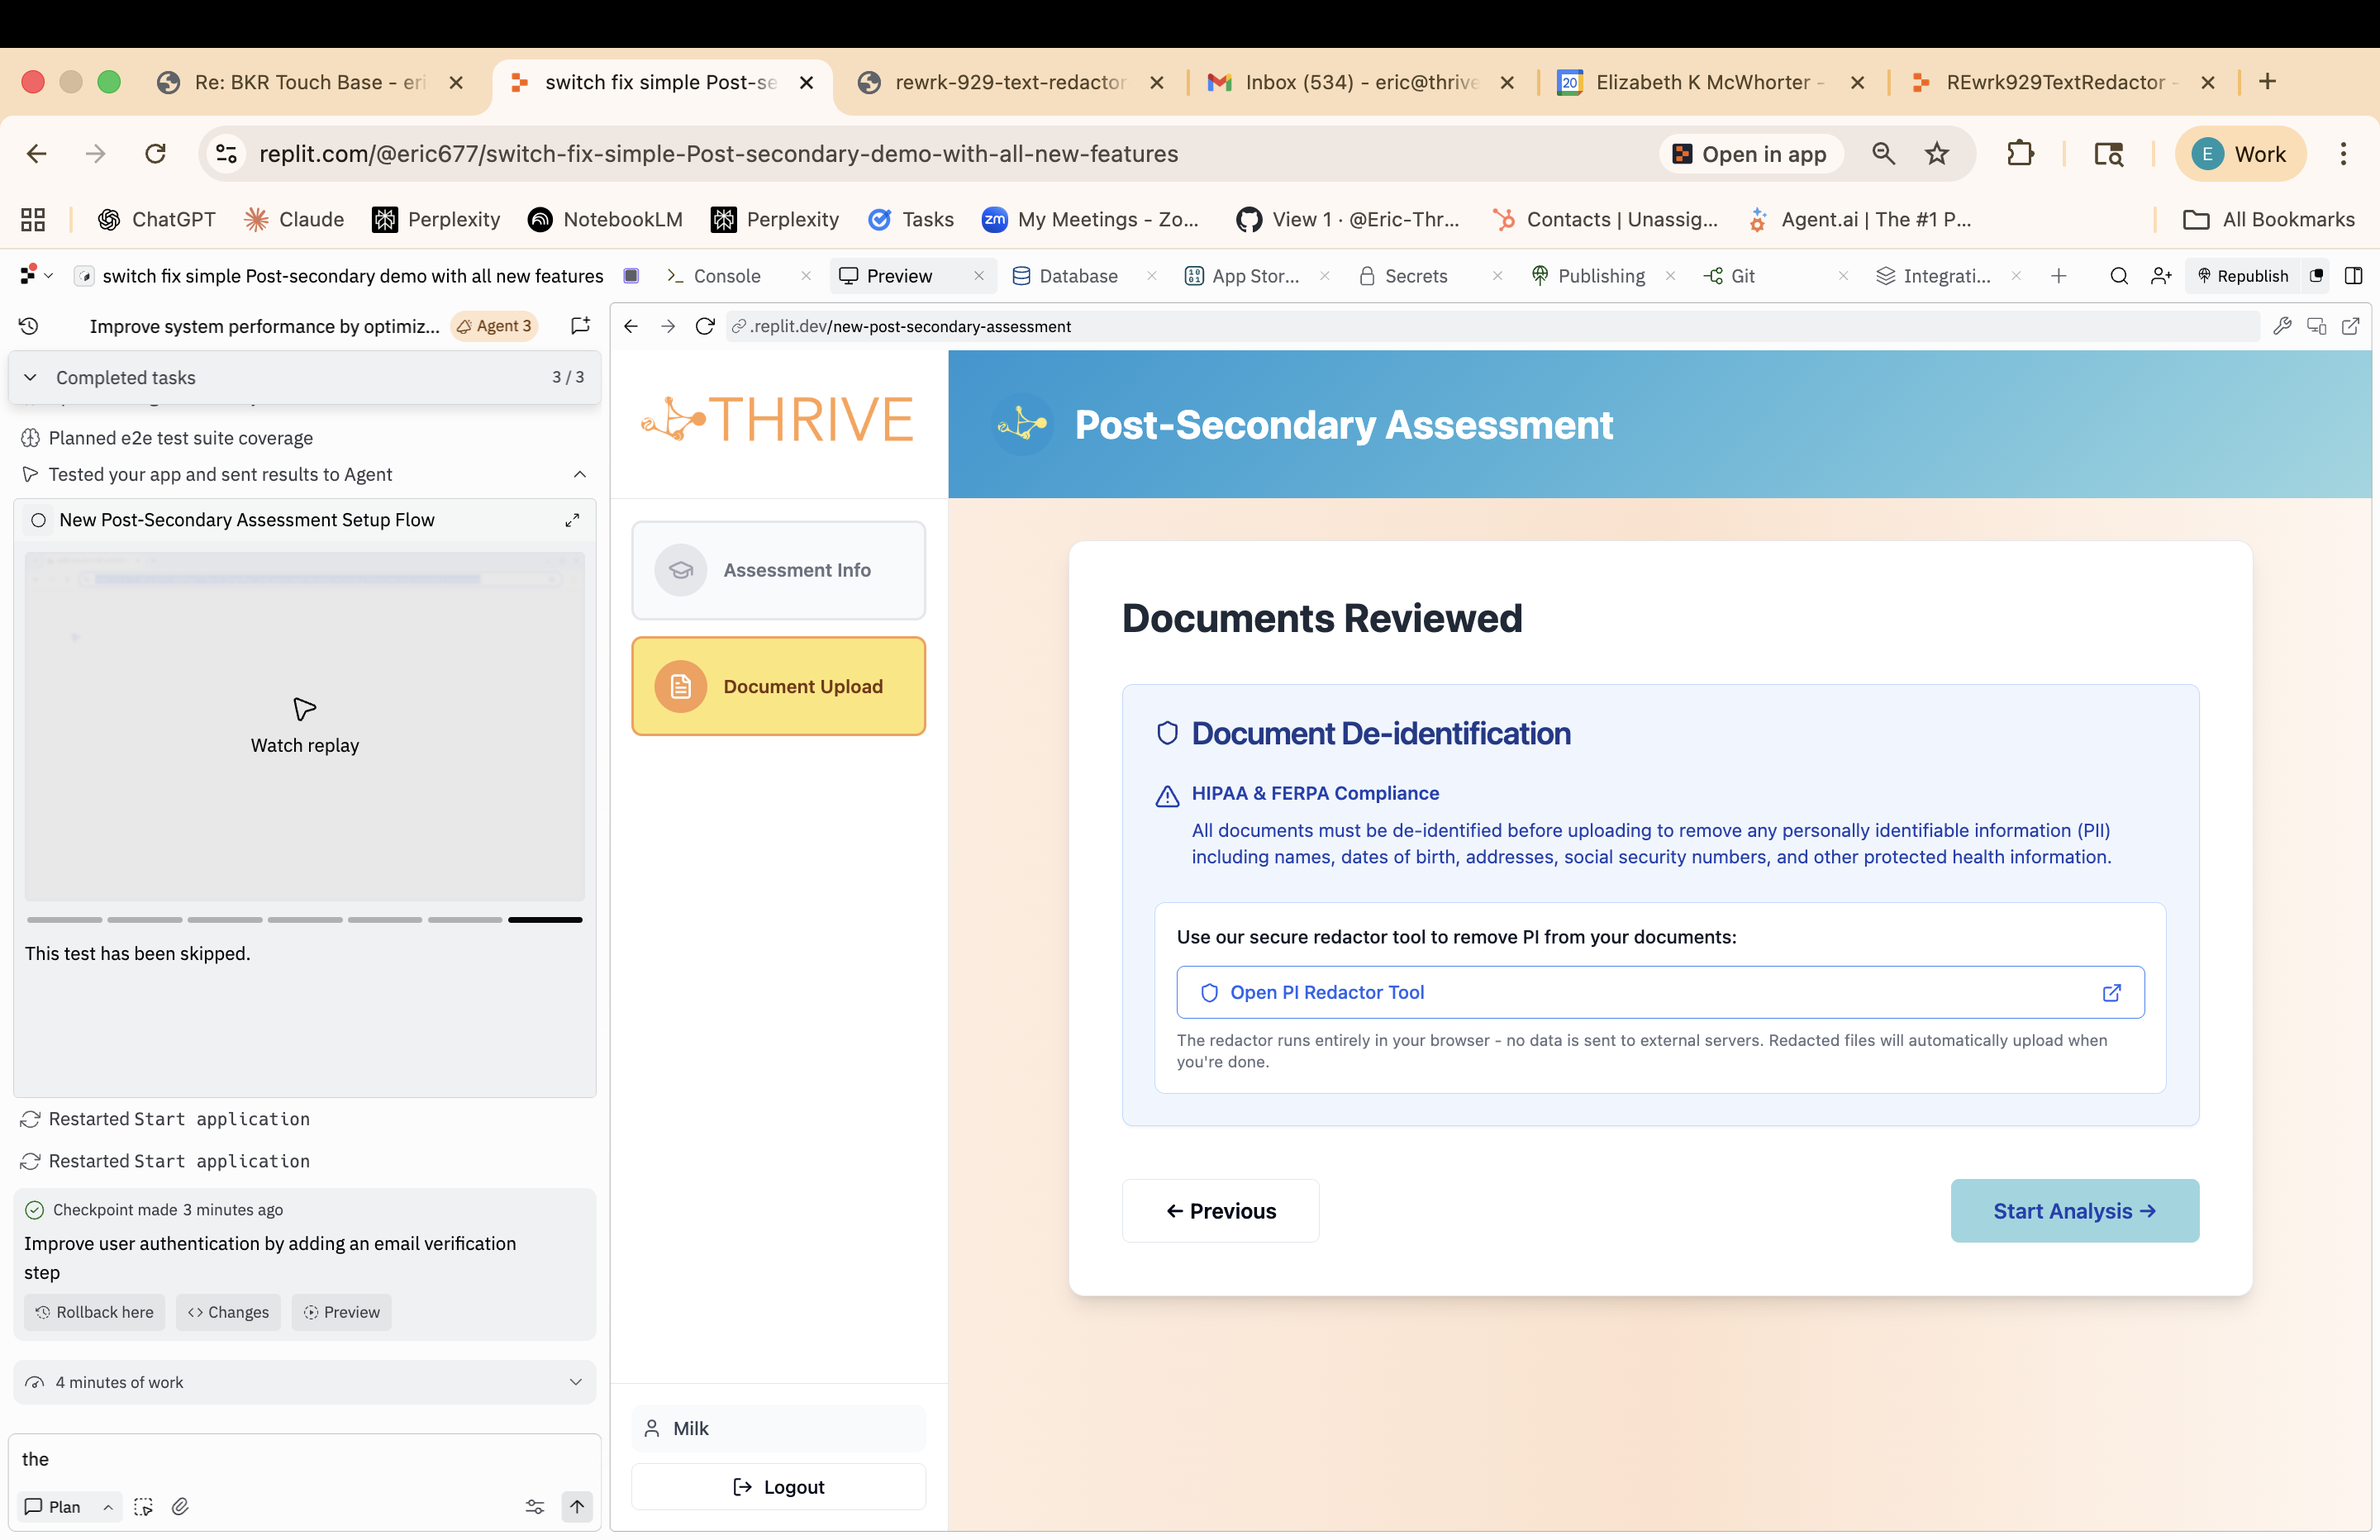 Re: BKR Touch Base - eri
switch fix simple Post-se
rewrk-929-text-redactor
Inbox (534) - eric@thrive
20
Elizabeth K McWhorter -
REwrk929TextRedactor -
replit.com/@eric677/switch-fix-simple-Post-secondary-demo-with-all-new-features
Open in app
E
Work
ChatGPT
Claude
Perplexity
NotebookLM
Perplexity
Tasks
zm
My Meetings - Zo...
View 1 · @Eric-Thr...
Contacts | Unassig...
Agent.ai | The #1 P...
All Bookmarks
switch fix simple Post-secondary demo with all new features
Console
Preview
Database
App Stor...
Secrets
Publishing
Git
Integrati...
Republish
Improve system performance by optimiz...
Agent 3
.replit.dev/new-post-secondary-assessment
Completed tasks
3 / 3
Planned e2e test suite coverage
Tested your app and sent results to Agent
New Post-Secondary Assessment Setup Flow
Watch replay
This test has been skipped.
Restarted Start application
Restarted Start application
Checkpoint made 3 minutes ago
Improve user authentication by adding an email verification
step
Rollback here
Changes
Preview
4 minutes of work
the
Plan
THRIVE
Assessment Info
Document Upload
Milk
Logout
Post-Secondary Assessment
Documents Reviewed
Document De-identification
HIPAA & FERPA Compliance
All documents must be de-identified before uploading to remove any personally identifiable information (PII)
including names, dates of birth, addresses, social security numbers, and other protected health information.
Use our secure redactor tool to remove PI from your documents:
Open PI Redactor Tool
The redactor runs entirely in your browser - no data is sent to external servers. Redacted files will automatically upload when
you're done.
← Previous
Start Analysis →